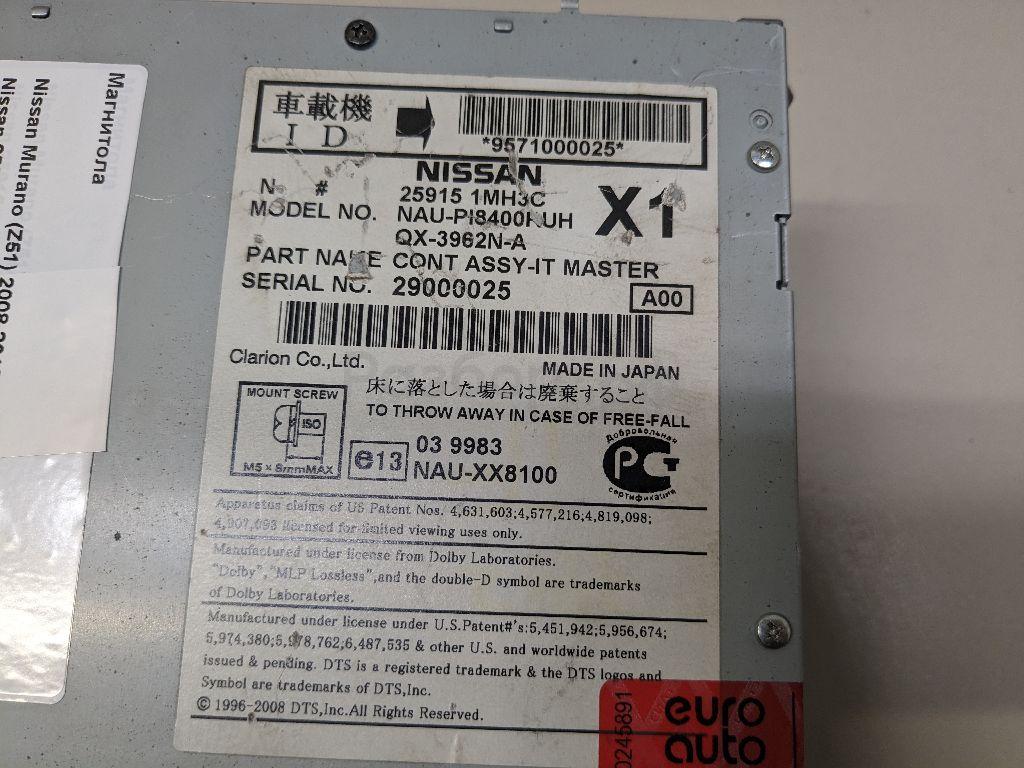 Магнитола
Nissan Murano (Z51) 2008
車載機
I D
*9571000025*
NISSAN
25915 1MH3C
X1
MODEL NO. NAU-PI8400RUH
QX-3962N-A
PART NAME CONT ASSY-IT MASTER
SERIAL NO. 29000025
A00
Clarion Co.,Ltd.
MADE IN JAPAN
MOUNT SCREW
ISO
M5 × 8mmMAX
床に落とした場合は廃棄すること
TO THROW AWAY IN CASE OF FREE-FALL
e13
03 9983
NAU-XX8100
Добровольная
РСТ
сертификация
Apparatus claims of US Patent Nos. 4,631,603;4,577,216;4,819,098;
4,907,093 licensed for limited viewing uses only.
Manufactured under license from Dolby Laboratories.
"Dolby","MLP Lossless",and the double-D symbol are trademarks
of Dolby Laboratories.
Manufactured under license under U.S.Patent#'s:5,451,942;5,956,674;
5,974,380;5,978,762;6,487,535 & other U.S. and worldwide patents
issued & pending. DTS is a registered trademark & the DTS logos and
Symbol are trademarks of DTS,Inc.
© 1996-2008 DTS,Inc.All Rights Reserved.
0245891
euro
auto